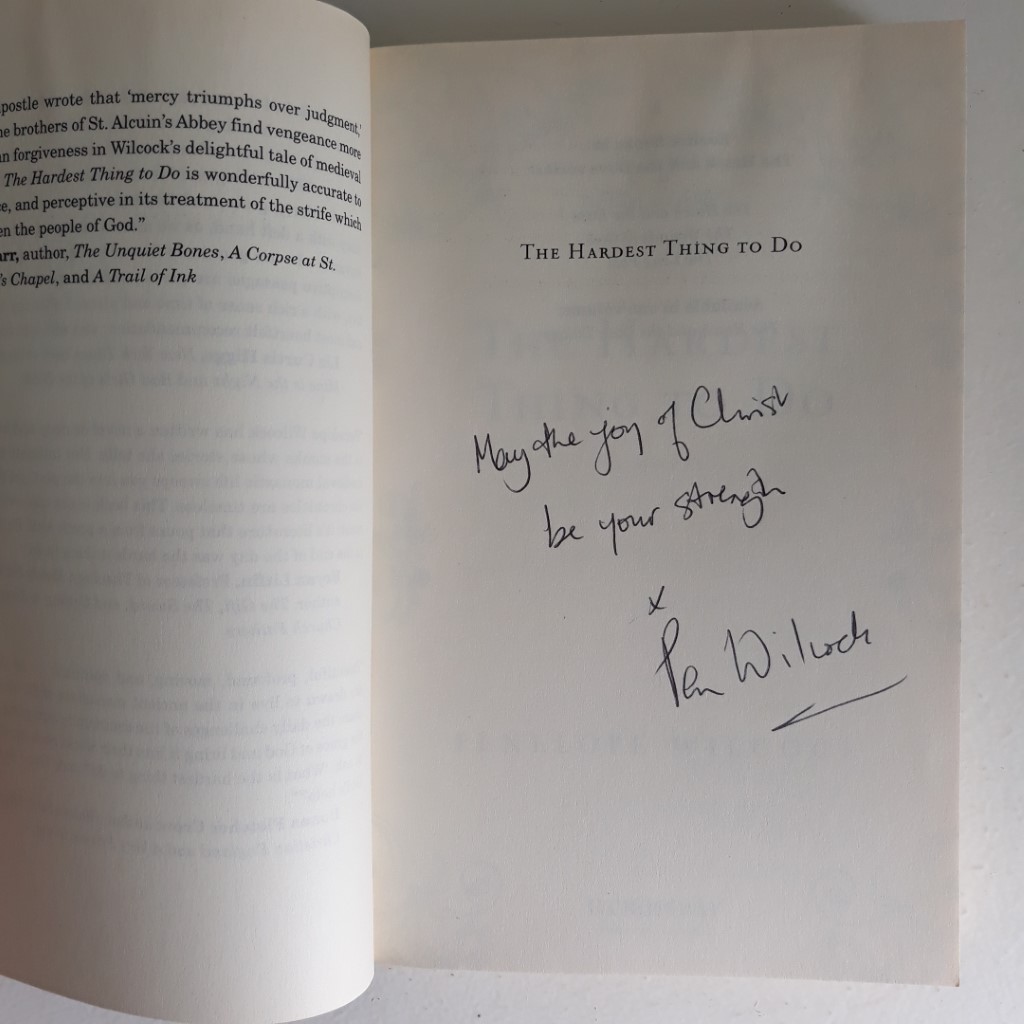 postle wrote that ‘mercy triumphs over judgment,’
e brothers of St. Alcuin’s Abbey find vengeance more
n forgiveness in Wilcock’s delightful tale of medieval
The Hardest Thing to Do is wonderfully accurate to
e, and perceptive in its treatment of the strife which
en the people of God.”
arr, author, The Unquiet Bones, A Corpse at St.
’s Chapel, and A Trail of Ink
THE HARDEST THING TO DO
May the joy of Christ
be your strength
x
Pen Wilcock